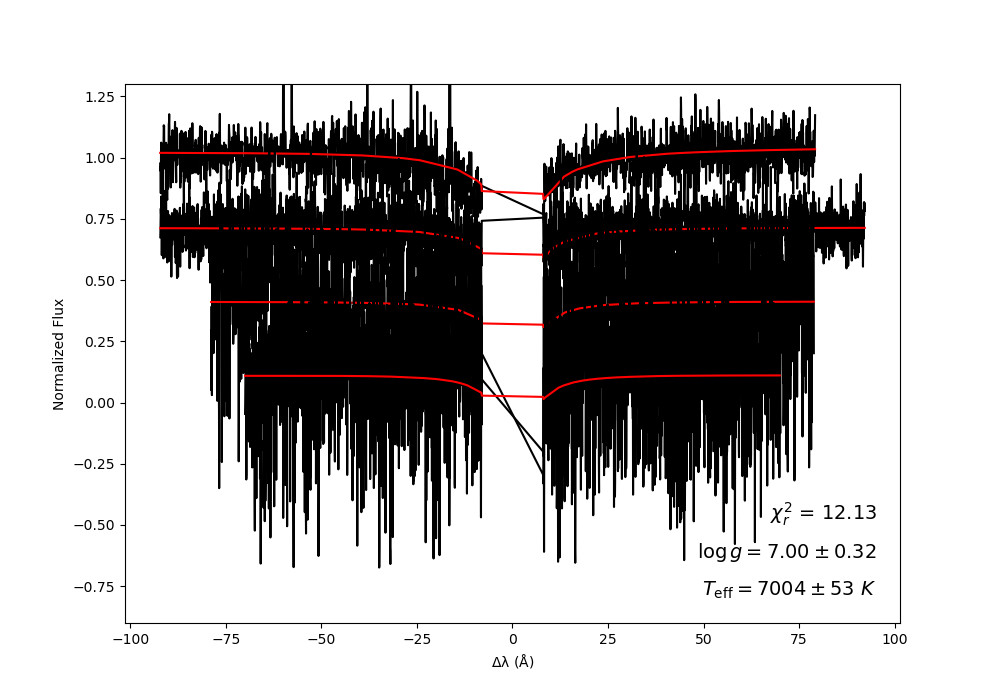 1.25
1.00
0.75
0.50
0.25
0.00
−0.25
−0.50
−0.75
Normalized Flux
χ²ᵣ = 12.13
log g = 7.00 ± 0.32
T_eff = 7004 ± 53 K
−100 −75 −50 −25 0 25 50 75 100
Δλ (Å)